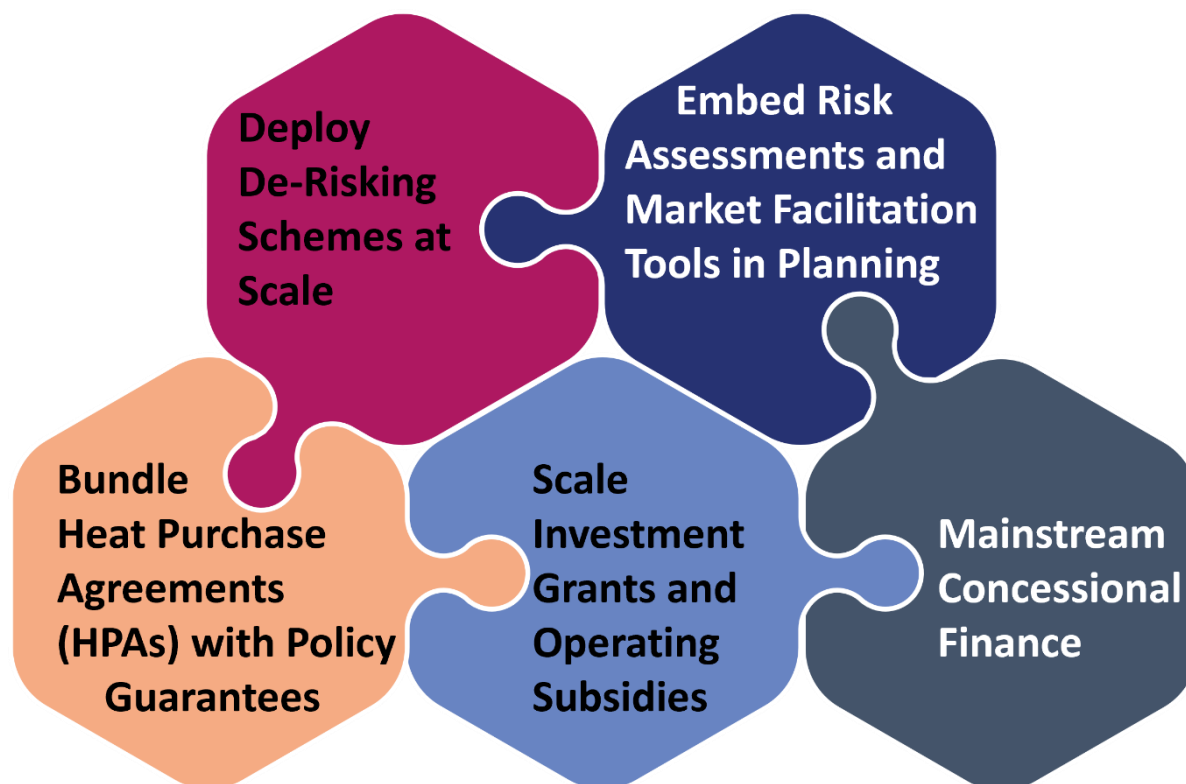 Deploy
De-Risking
Schemes at
Scale
Embed Risk
Assessments and
Market Facilitation
Tools in Planning
Bundle
Heat Purchase
Agreements
(HPAs) with Policy
Guarantees
Scale
Investment
Grants and
Operating
Subsidies
Mainstream
Concessional
Finance